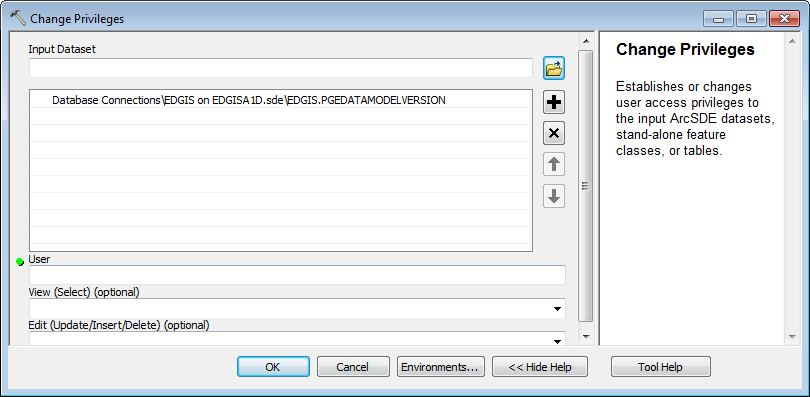 Change Privileges
Input Dataset
Database Connections\EDGIS on EDGISA1D.sde\EDGIS.PGEDATAMODELVERSION
User
View (Select) (optional)
Edit (Update/Insert/Delete) (optional)
OK
Cancel
Environments...
<< Hide Help
Tool Help
Change Privileges
Establishes or changes
user access privileges to
the input ArcSDE datasets,
stand-alone feature
classes, or tables.